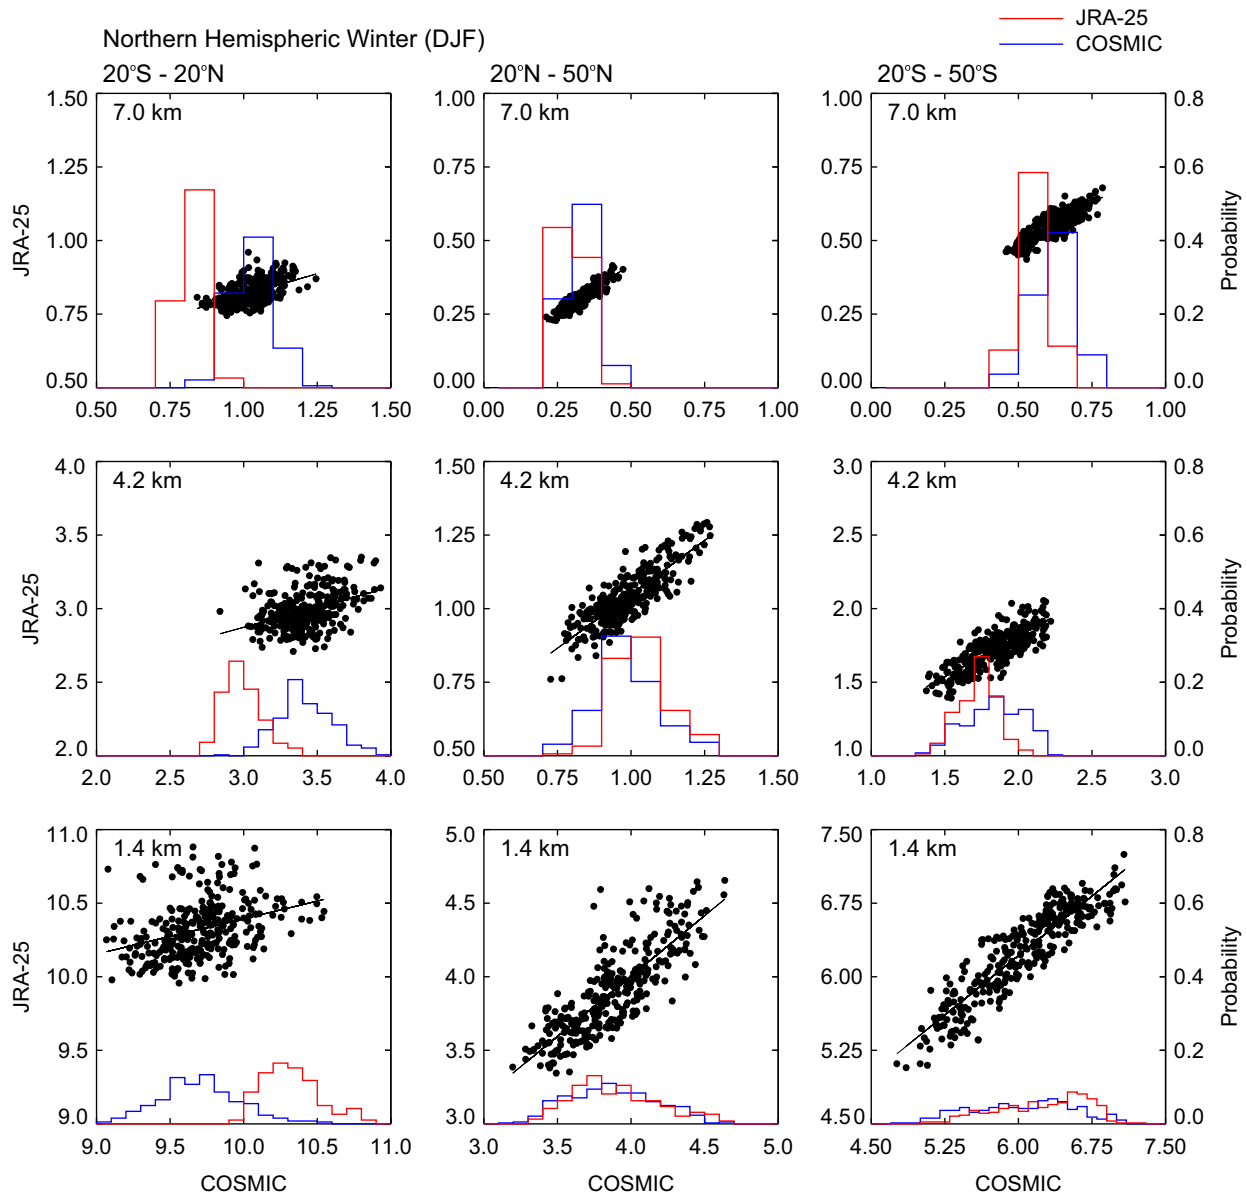 JRA-25
COSMIC
Northern Hemispheric Winter (DJF)
20°S - 20°N
20°N - 50°N
20°S - 50°S
1.50
1.25
1.00
0.75
0.50
JRA-25
7.0 km
0.50 0.75 1.00 1.25 1.50
1.00
0.75
0.50
0.25
0.00
7.0 km
0.00 0.25 0.50 0.75 1.00
1.00
0.75
0.50
0.25
0.00
7.0 km
0.00 0.25 0.50 0.75 1.00
0.8
0.6
0.4
0.2
0.0
Probability
4.0
3.5
3.0
2.5
2.0
JRA-25
4.2 km
2.0 2.5 3.0 3.5 4.0
1.50
1.25
1.00
0.75
0.50
4.2 km
0.50 0.75 1.00 1.25 1.50
3.0
2.5
2.0
1.5
1.0
4.2 km
1.0 1.5 2.0 2.5 3.0
0.8
0.6
0.4
0.2
0.0
Probability
11.0
10.5
10.0
9.5
9.0
JRA-25
1.4 km
9.0 9.5 10.0 10.5 11.0
COSMIC
5.0
4.5
4.0
3.5
3.0
1.4 km
3.0 3.5 4.0 4.5 5.0
COSMIC
7.50
6.75
6.00
5.25
4.50
1.4 km
4.50 5.25 6.00 6.75 7.50
COSMIC
0.8
0.6
0.4
0.2
0.0
Probability